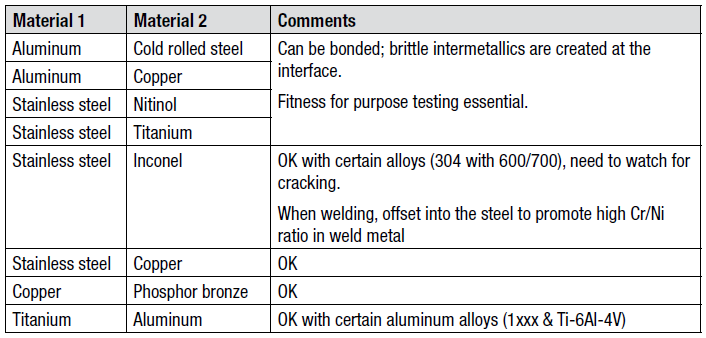 Material 1 Material 2 Comments
Aluminum Cold rolled steel Can be bonded; brittle intermetallics are created at the
interface.
Aluminum Copper
Stainless steel Nitinol Fitness for purpose testing essential.
Stainless steel Titanium
Stainless steel Inconel OK with certain alloys (304 with 600/700), need to watch for
cracking.
When welding, offset into the steel to promote high Cr/Ni
ratio in weld metal
Stainless steel Copper OK
Copper Phosphor bronze OK
Titanium Aluminum OK with certain aluminum alloys (1xxx & Ti-6Al-4V)